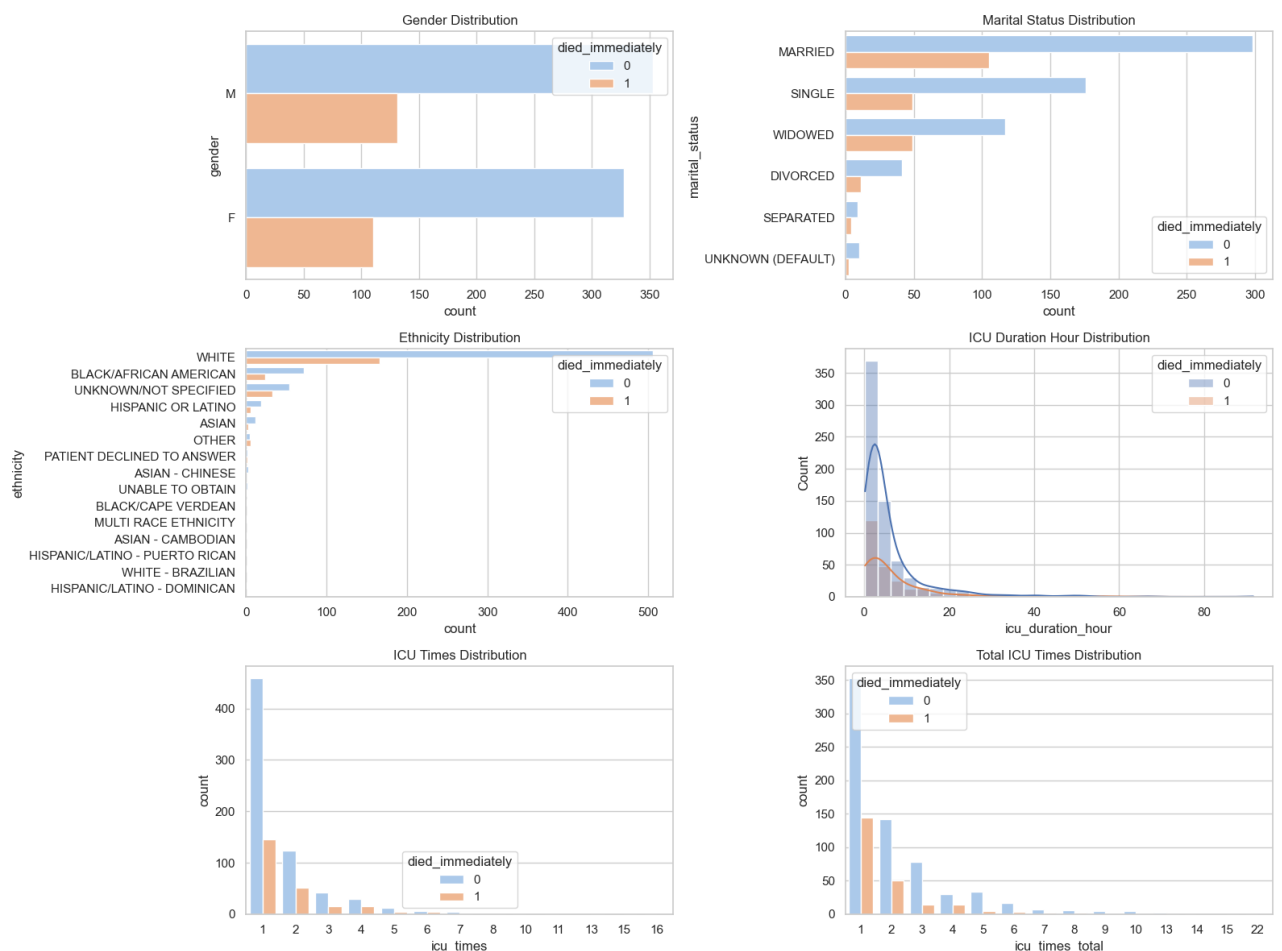 Gender Distribution
died_immediately
0
1
M
F
gender
0 50 100 150 200 250 300 350
count
Marital Status Distribution
MARRIED
SINGLE
WIDOWED
DIVORCED
SEPARATED
UNKNOWN (DEFAULT)
marital_status
died_immediately
0
1
0 50 100 150 200 250 300
count
Ethnicity Distribution
died_immediately
0
1
WHITE
BLACK/AFRICAN AMERICAN
UNKNOWN/NOT SPECIFIED
HISPANIC OR LATINO
ASIAN
OTHER
PATIENT DECLINED TO ANSWER
ASIAN - CHINESE
UNABLE TO OBTAIN
BLACK/CAPE VERDEAN
MULTI RACE ETHNICITY
ASIAN - CAMBODIAN
HISPANIC/LATINO - PUERTO RICAN
WHITE - BRAZILIAN
HISPANIC/LATINO - DOMINICAN
ethnicity
0 100 200 300 400 500
count
ICU Duration Hour Distribution
died_immediately
0
1
350
300
250
200
150
100
50
0
Count
0 20 40 60 80
icu_duration_hour
ICU Times Distribution
400
300
200
100
0
count
died_immediately
0
1
1 2 3 4 5 6 7 8 10 11 13 15 16
icu_times
Total ICU Times Distribution
died_immediately
0
1
350
300
250
200
150
100
50
0
count
1 2 3 4 5 6 7 8 9 10 13 14 15 22
icu_times_total